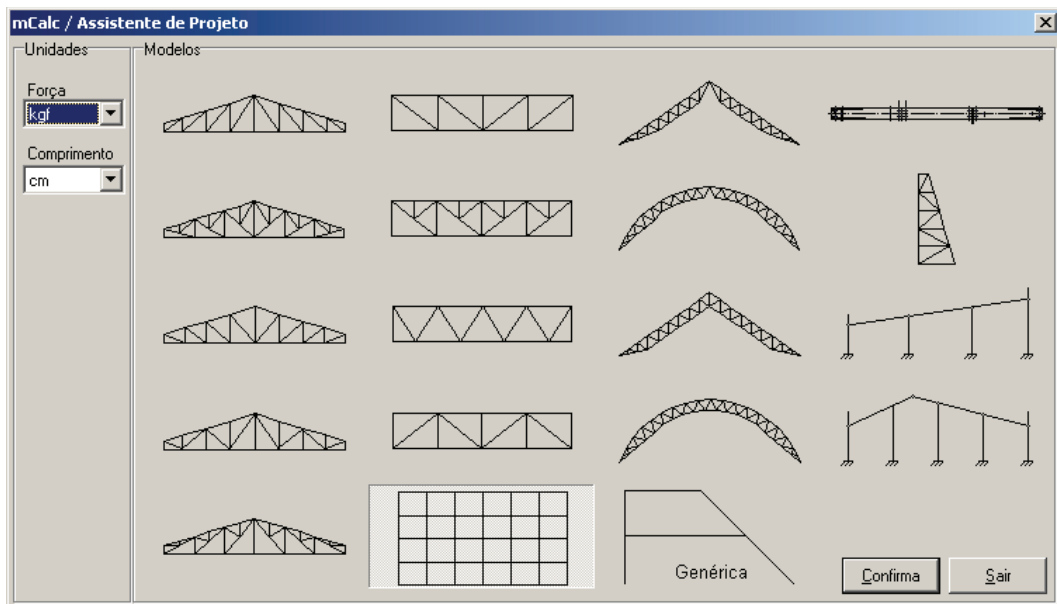 mCalc / Assistente de Projeto
Unidades
Modelos
Força
kgf
Comprimento
cm
Genérica
Confirma
Sair